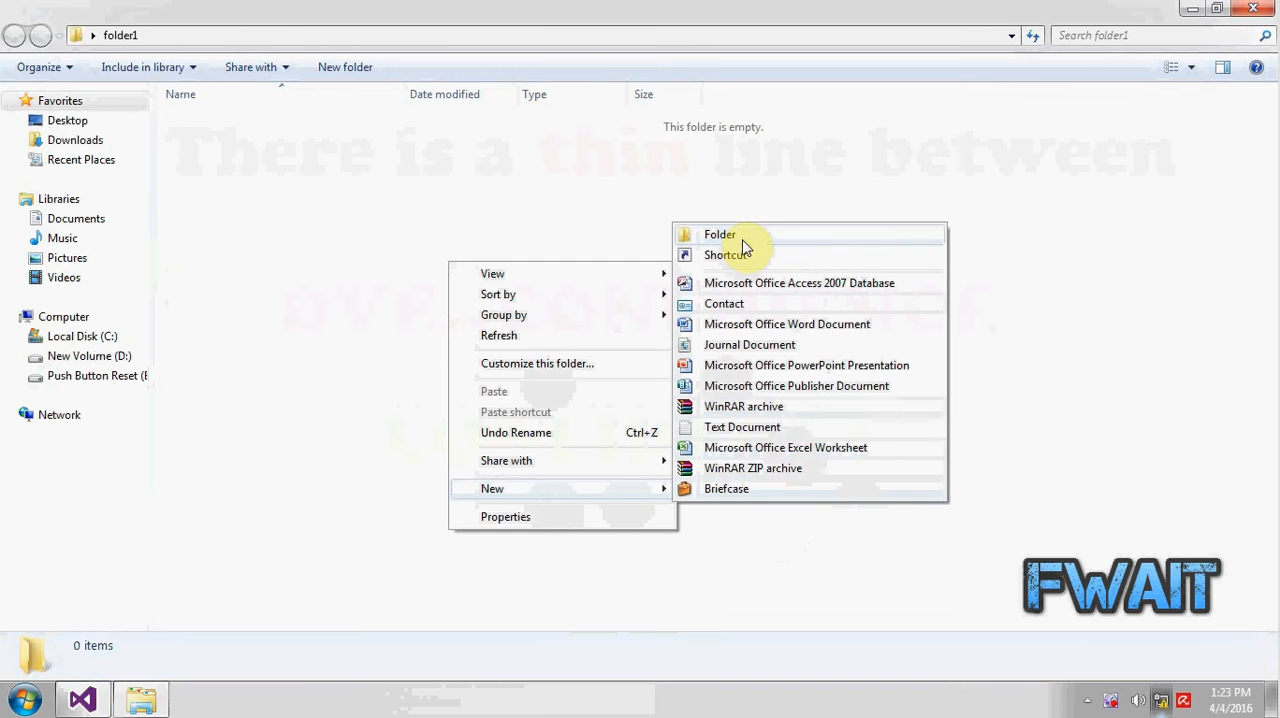 folder1
Search folder1
Organize
Include in library
Share with
New folder
Name
Date modified
Type
Size
This folder is empty.
There is a thin line between
Favorites
Desktop
Downloads
Recent Places
Libraries
Documents
Music
Pictures
Videos
Computer
Local Disk (C:)
New Volume (D:)
Push Button Reset (E
Network
View
Sort by
Group by
Refresh
Customize this folder...
Paste
Paste shortcut
Undo Rename Ctrl+Z
Share with
New
Properties
Folder
Shortcut
Microsoft Office Access 2007 Database
Contact
Microsoft Office Word Document
Journal Document
Microsoft Office PowerPoint Presentation
Microsoft Office Publisher Document
WinRAR archive
Text Document
Microsoft Office Excel Worksheet
WinRAR ZIP archive
Briefcase
FWAIT
0 items
1:23 PM
4/4/2016